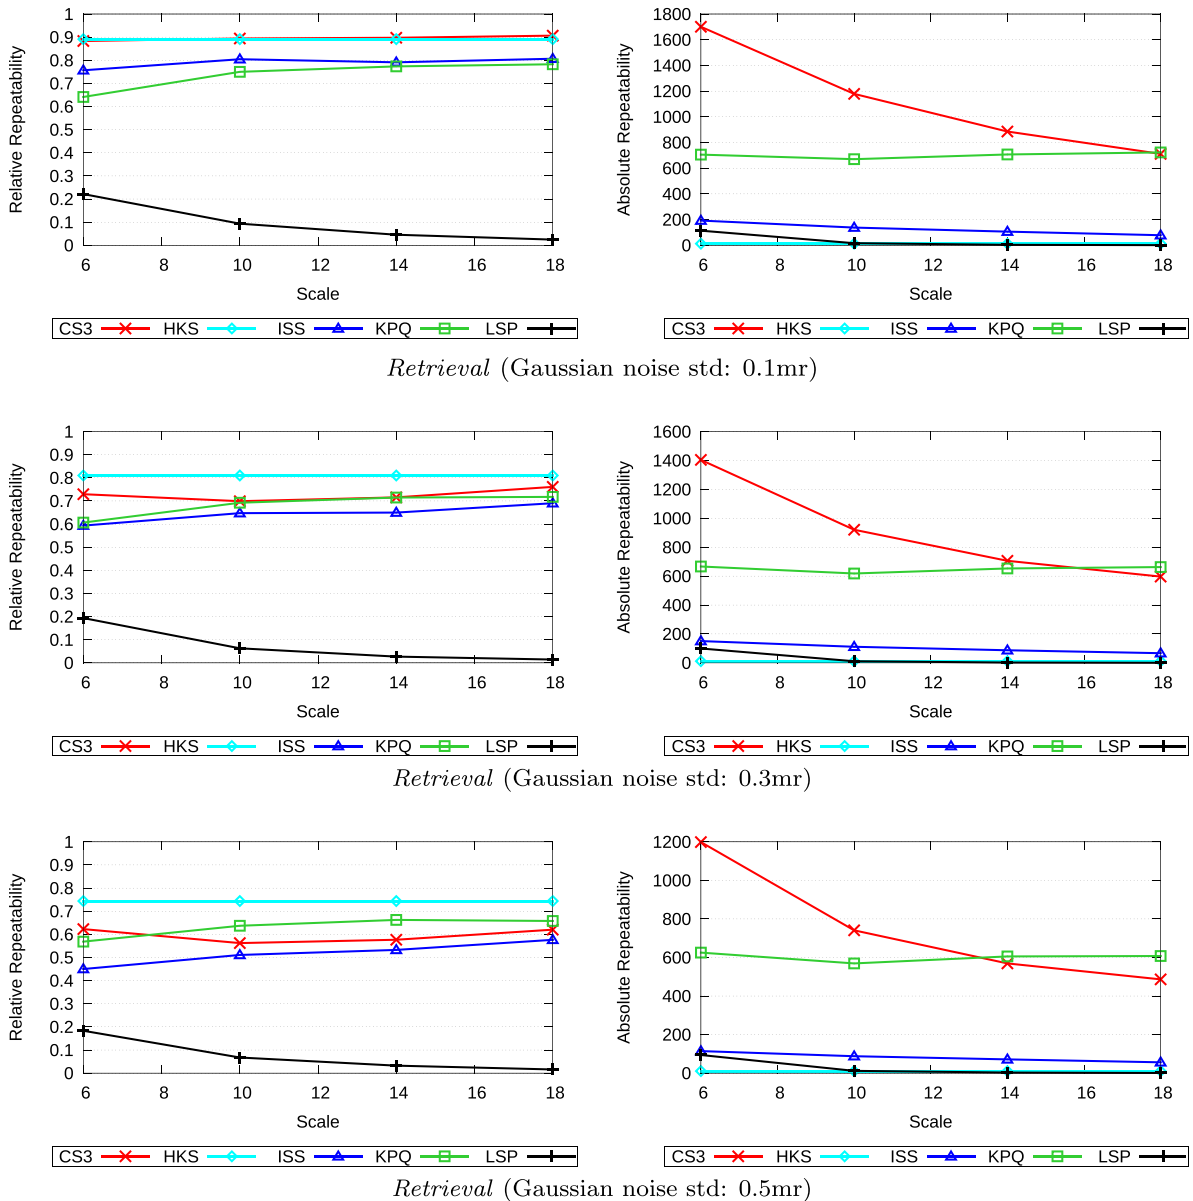 1
0.9
0.8
0.7
0.6
0.5
0.4
0.3
0.2
0.1
0
Relative Repeatability
6 8 10 12 14 16 18
Scale
CS3 HKS ISS KPQ LSP
1800
1600
1400
1200
1000
800
600
400
200
0
Absolute Repeatability
6 8 10 12 14 16 18
Scale
CS3 HKS ISS KPQ LSP
Retrieval (Gaussian noise std: 0.1mr)
1
0.9
0.8
0.7
0.6
0.5
0.4
0.3
0.2
0.1
0
Relative Repeatability
6 8 10 12 14 16 18
Scale
CS3 HKS ISS KPQ LSP
1600
1400
1200
1000
800
600
400
200
0
Absolute Repeatability
6 8 10 12 14 16 18
Scale
CS3 HKS ISS KPQ LSP
Retrieval (Gaussian noise std: 0.3mr)
1
0.9
0.8
0.7
0.6
0.5
0.4
0.3
0.2
0.1
0
Relative Repeatability
6 8 10 12 14 16 18
Scale
CS3 HKS ISS KPQ LSP
1200
1000
800
600
400
200
0
Absolute Repeatability
6 8 10 12 14 16 18
Scale
CS3 HKS ISS KPQ LSP
Retrieval (Gaussian noise std: 0.5mr)